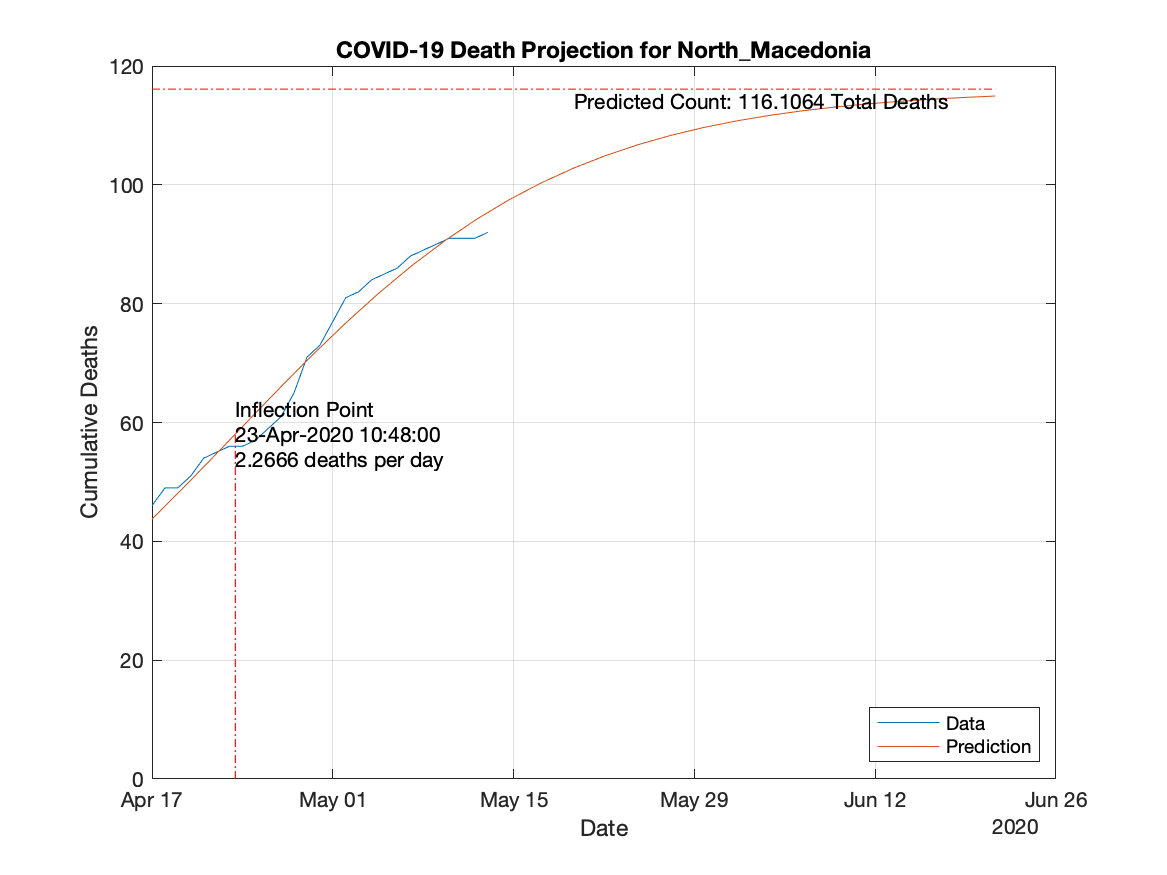 COVID-19 Death Projection for North_Macedonia
120
Predicted Count: 116.1064 Total Deaths
100
80
60
Inflection Point
23-Apr-2020 10:48:00
2.2666 deaths per day
40
20
0
Cumulative Deaths
Data
Prediction
Apr 17 May 01 May 15 May 29 Jun 12 Jun 26
Date
2020